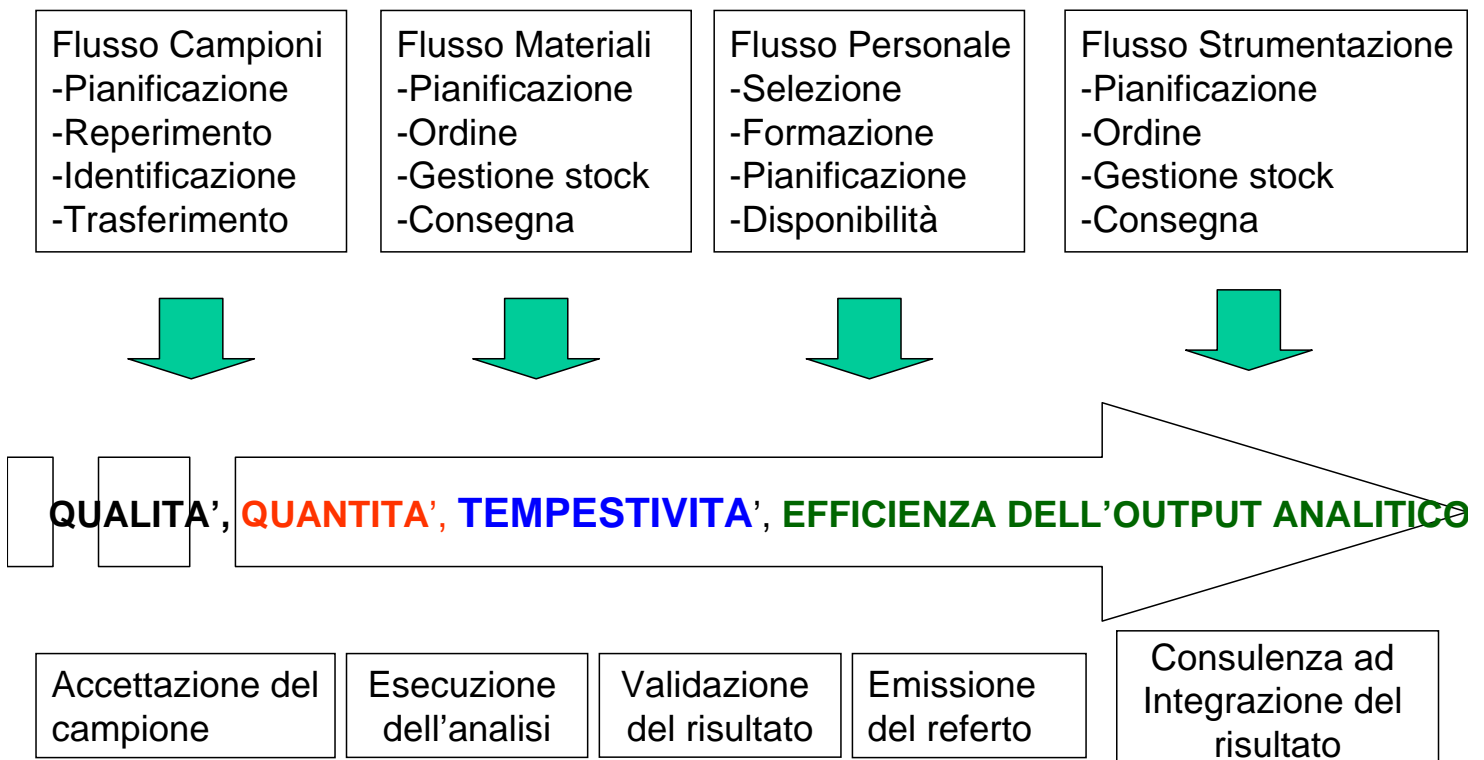 Flusso Campioni
-Pianificazione
-Reperimento
-Identificazione
-Trasferimento
Flusso Materiali
-Pianificazione
-Ordine
-Gestione stock
-Consegna
Flusso Personale
-Selezione
-Formazione
-Pianificazione
-Disponibilità
Flusso Strumentazione
-Pianificazione
-Ordine
-Gestione stock
-Consegna
QUALITA’, QUANTITA’, TEMPESTIVITA’, EFFICIENZA DELL’OUTPUT ANALITICO
Accettazione del
campione
Esecuzione
dell’analisi
Validazione
del risultato
Emissione
del referto
Consulenza ad
Integrazione del
risultato